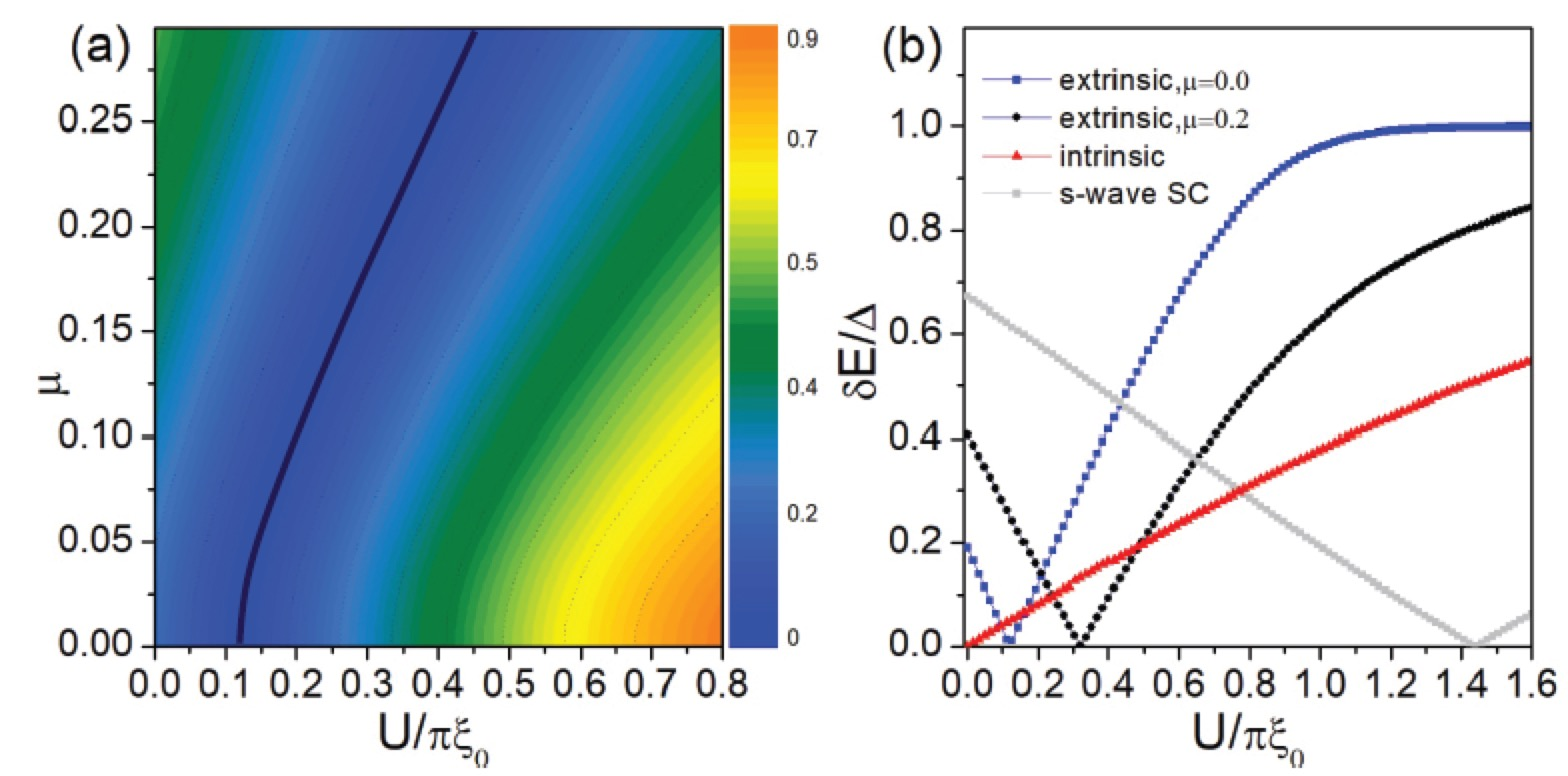 (a)
0.25
0.20
0.15
0.10
0.05
0.00
μ
0.0 0.1 0.2 0.3 0.4 0.5 0.6 0.7 0.8
U/πξ0
0.9
0.7
0.5
0.4
0.2
0
(b)
extrinsic,μ=0.0
extrinsic,μ=0.2
intrinsic
s-wave SC
1.0
0.8
0.6
0.4
0.2
0.0
δE/Δ
0.0 0.2 0.4 0.6 0.8 1.0 1.2 1.4 1.6
U/πξ0